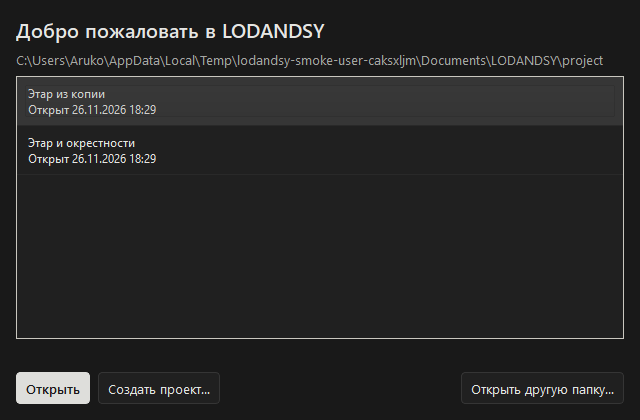 Добро пожаловать в LODANDSY
C:\Users\Aruko\AppData\Local\Temp\lodandsy-smoke-user-caksxljm\Documents\LODANDSY\project
Этар из копии
Открыт 26.11.2026 18:29
Этар и окрестности
Открыт 26.11.2026 18:29
Открыть
Создать проект...
Открыть другую папку...